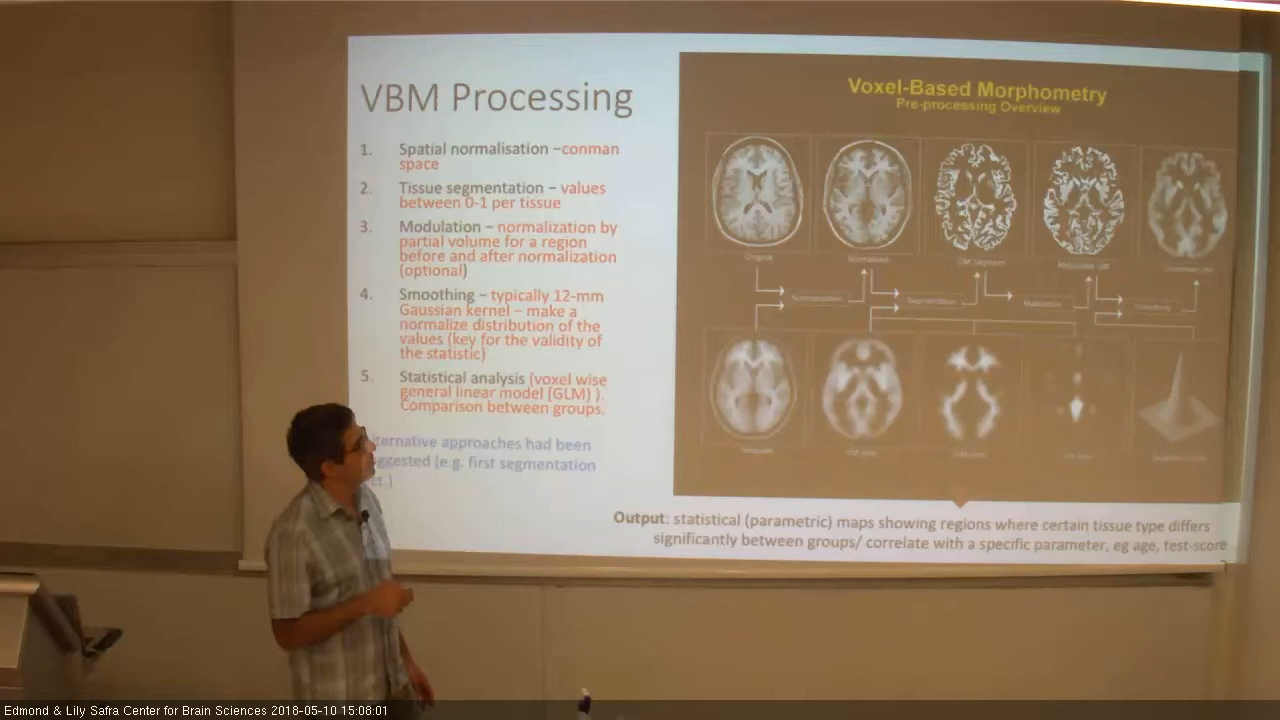 VBM Processing
1. Spatial normalisation –conman
space
2. Tissue segmentation – values
between 0-1 per tissue
3. Modulation – normalization by
partial volume for a region
before and after normalization
(optional)
4. Smoothing – typically 12-mm
Gaussian kernel – make a
normalize distribution of the
values (key for the validity of
the statistic)
5. Statistical analysis (voxel wise
general linear model [GLM) ).
Comparison between groups.
ternative approaches had been
ggested (e.g. first segmentation
ct.)
Voxel-Based Morphometry
Pre-processing Overview
Original
Template
Output: statistical (parametric) maps showing regions where certain tissue type differs
significantly between groups/ correlate with a specific parameter, eg age, test-score
Edmond & Lily Safra Center for Brain Sciences 2018-05-10 15:08:01